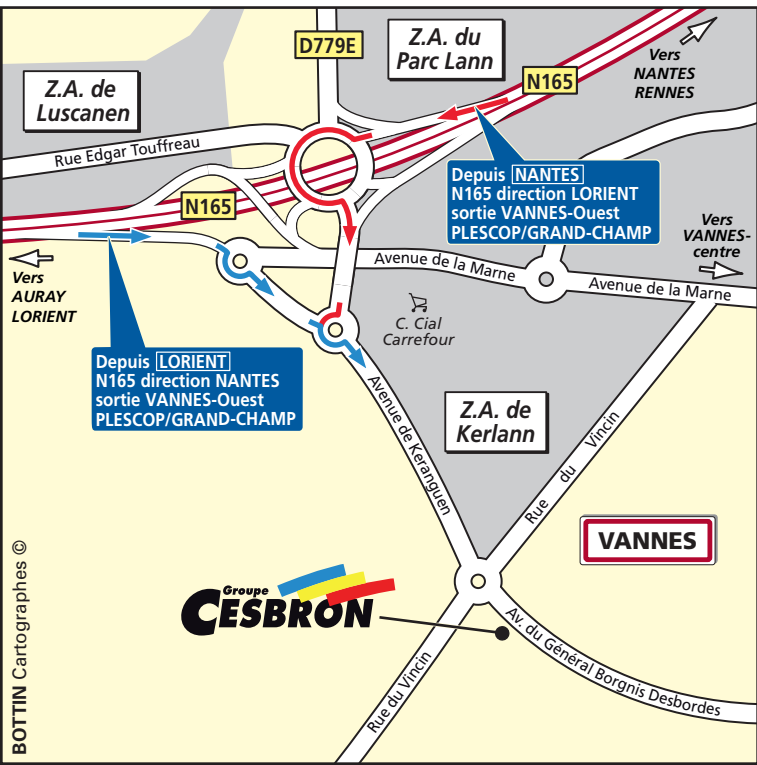 D779E
Z.A. du
Parc Lann
Vers
NANTES
RENNES
Z.A. de
Luscanen
N165
Rue Edgar Touffreau
Depuis NANTES
N165 direction LORIENT
sortie VANNES-Ouest
PLESCOP/GRAND-CHAMP
N165
Vers
VANNES-
centre
Vers
AURAY
LORIENT
Avenue de la Marne
Avenue de la Marne
C. Cial
Carrefour
Depuis LORIENT
N165 direction NANTES
sortie VANNES-Ouest
PLESCOP/GRAND-CHAMP
Avenue de Keranguen
Z.A. de
Kerlann
Rue du Vincin
VANNES
Groupe
CESBRON
Av. du Général Borgnis Desbordes
Rue du Vincin
BOTTIN Cartographes ©